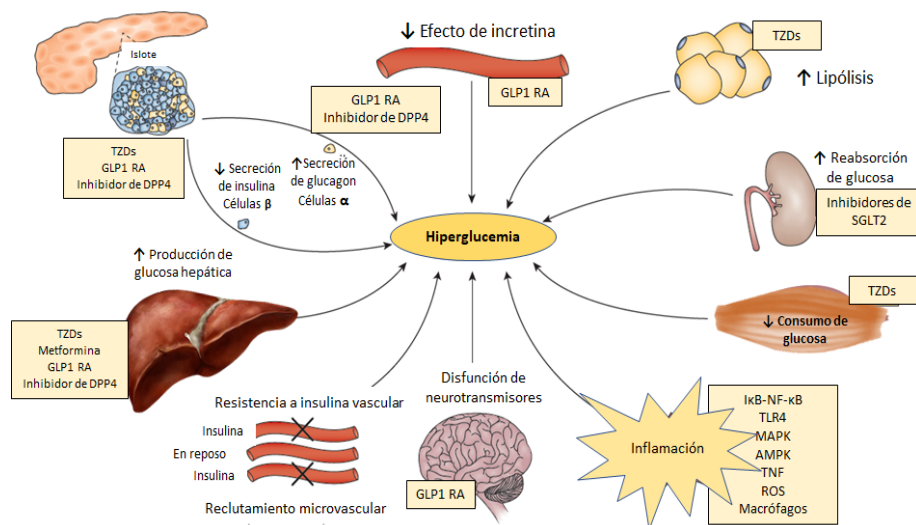 Islote
TZDs
GLP1 RA
Inhibidor de DPP4
↓ Efecto de incretina
GLP1 RA
Inhibidor de DPP4
GLP1 RA
TZDs
↑ Lipólisis
↓ Secreción
de insulina
Células β
↑ Secreción
de glucagon
Células α
↑ Reabsorción
de glucosa
Inhibidores de
SGLT2
Hiperglucemia
↑ Producción de
glucosa hepática
TZDs
Metformina
GLP1 RA
Inhibidor de DPP4
TZDs
↓ Consumo de
glucosa
Resistencia a insulina vascular
Insulina
En reposo
Insulina
Reclutamiento microvascular
Disfunción de
neurotransmisores
GLP1 RA
Inflamación
IκB-NF-κB
TLR4
MAPK
AMPK
TNF
ROS
Macrófagos